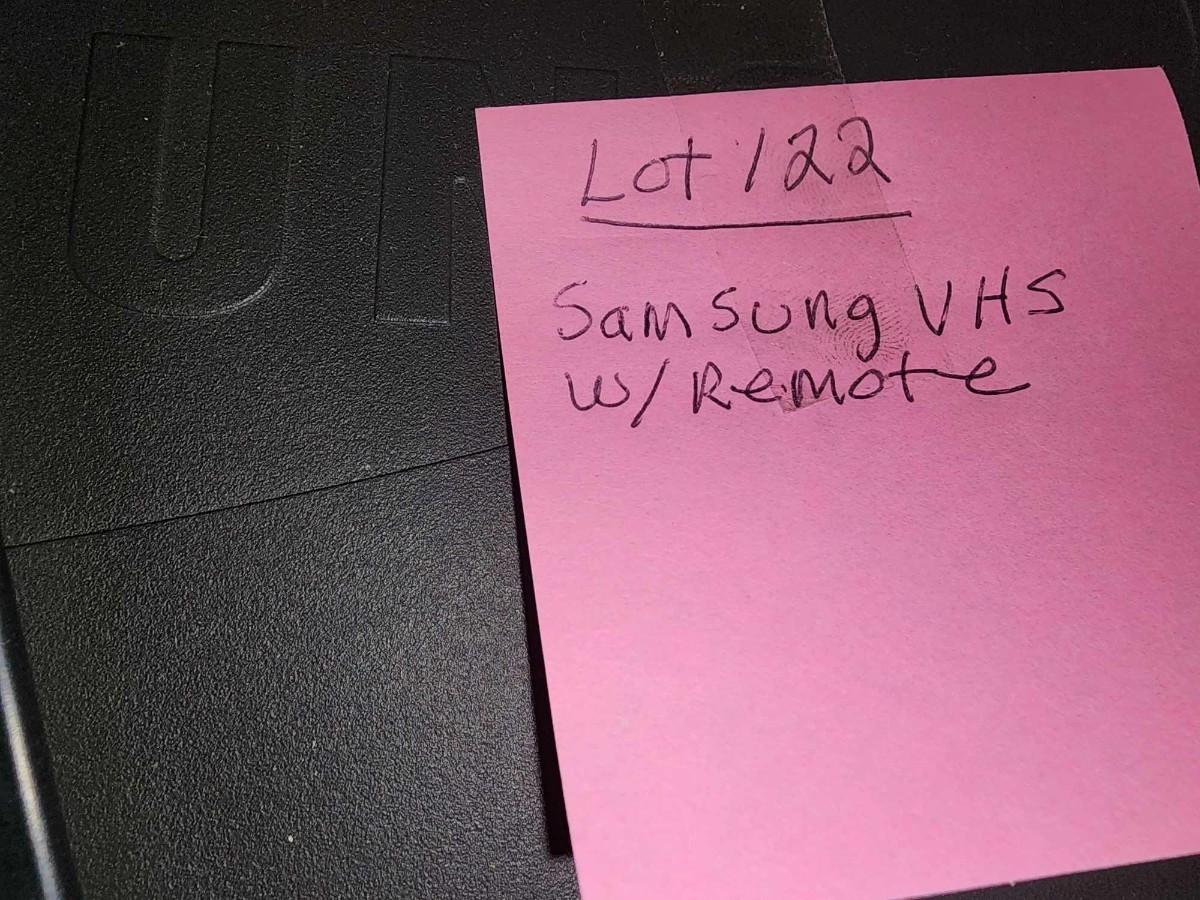 Lot 122
Samsung VHS
w/ Remote